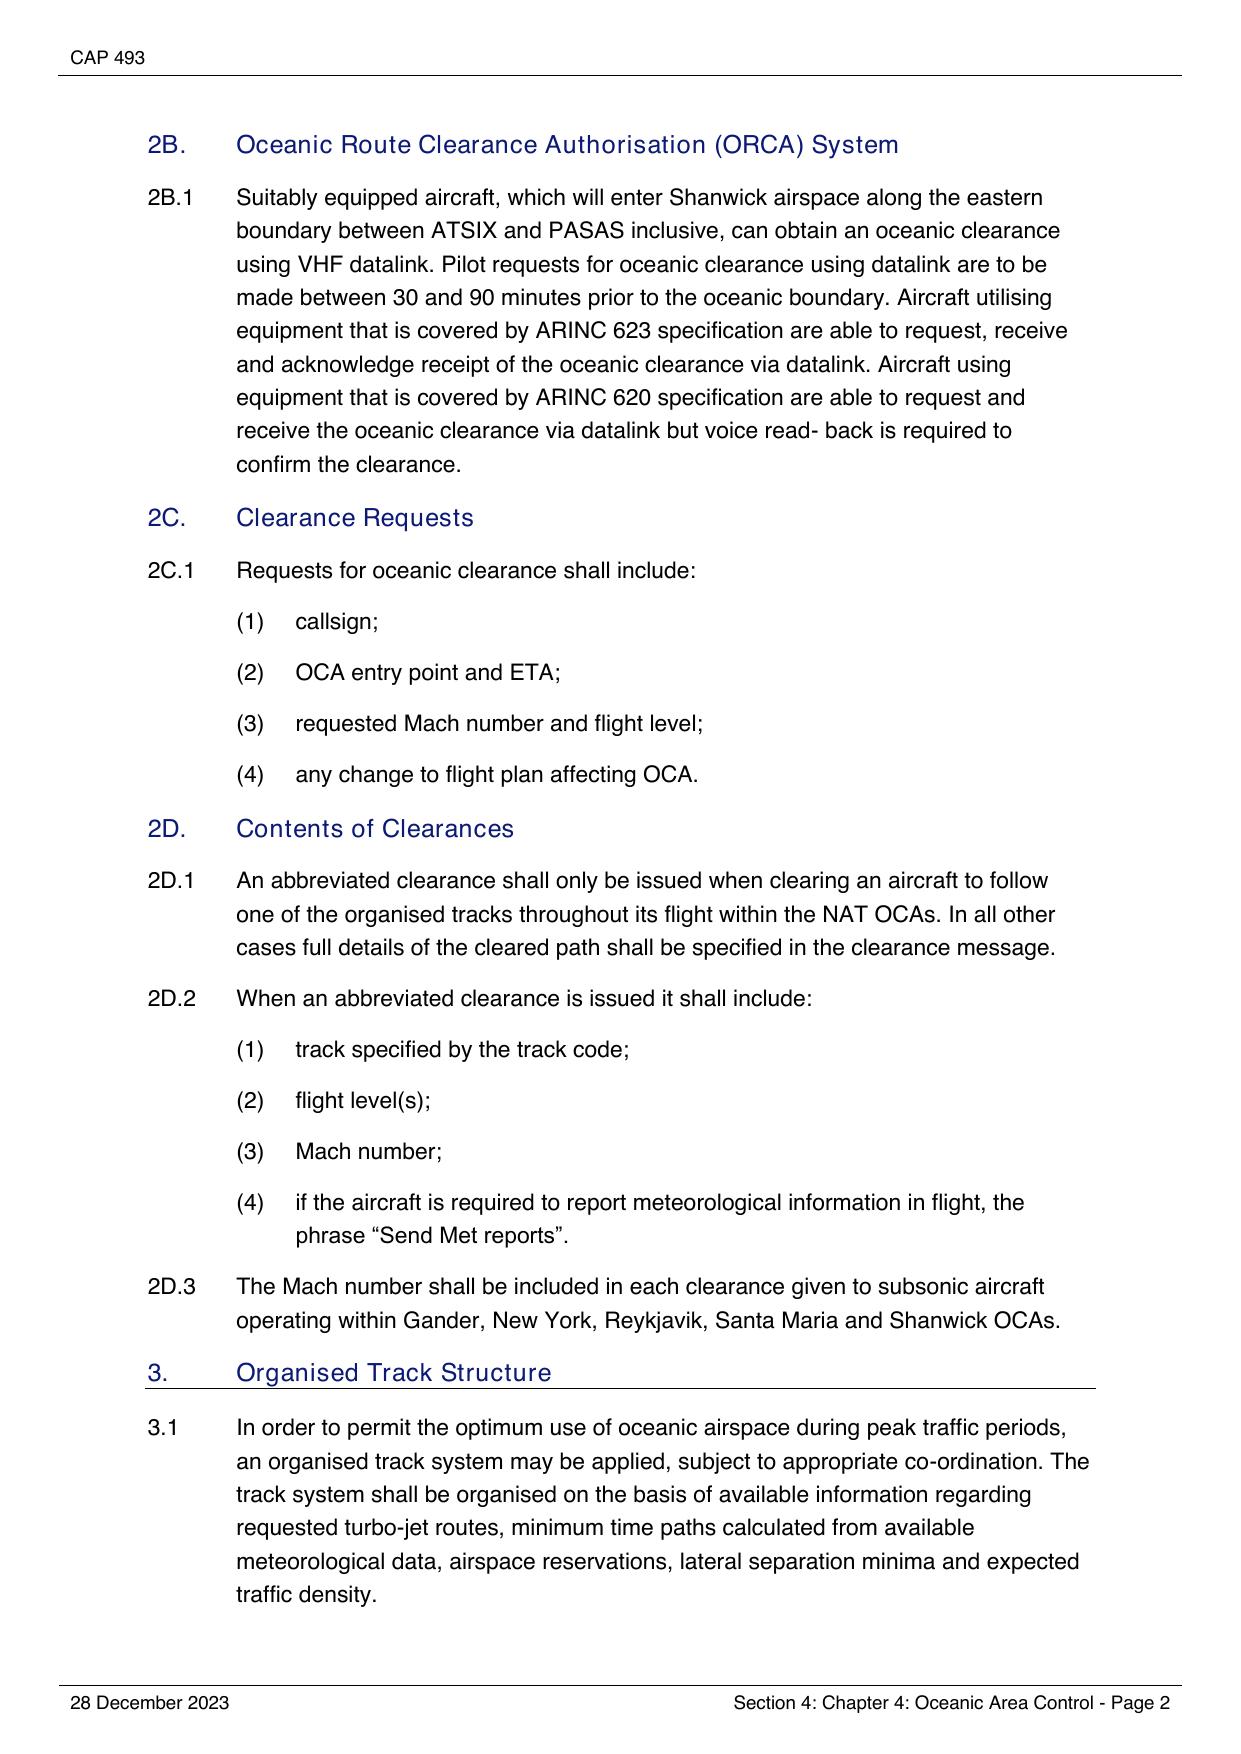 CAP 493
2B. Oceanic Route Clearance Authorisation (ORCA) System
2B.1 Suitably equipped aircraft, which will enter Shanwick airspace along the eastern
boundary between ATSIX and PASAS inclusive, can obtain an oceanic clearance
using VHF datalink. Pilot requests for oceanic clearance using datalink are to be
made between 30 and 90 minutes prior to the oceanic boundary. Aircraft utilising
equipment that is covered by ARINC 623 specification are able to request, receive
and acknowledge receipt of the oceanic clearance via datalink. Aircraft using
equipment that is covered by ARINC 620 specification are able to request and
receive the oceanic clearance via datalink but voice read- back is required to
confirm the clearance.
2C. Clearance Requests
2C.1 Requests for oceanic clearance shall include:
(1) callsign;
(2) OCA entry point and ETA;
(3) requested Mach number and flight level;
(4) any change to flight plan affecting OCA.
2D. Contents of Clearances
2D.1 An abbreviated clearance shall only be issued when clearing an aircraft to follow
one of the organised tracks throughout its flight within the NAT OCAs. In all other
cases full details of the cleared path shall be specified in the clearance message.
2D.2 When an abbreviated clearance is issued it shall include:
(1) track specified by the track code;
(2) flight level(s);
(3) Mach number;
(4) if the aircraft is required to report meteorological information in flight, the
phrase “Send Met reports”.
2D.3 The Mach number shall be included in each clearance given to subsonic aircraft
operating within Gander, New York, Reykjavik, Santa Maria and Shanwick OCAs.
3. Organised Track Structure
3.1 In order to permit the optimum use of oceanic airspace during peak traffic periods,
an organised track system may be applied, subject to appropriate co-ordination. The
track system shall be organised on the basis of available information regarding
requested turbo-jet routes, minimum time paths calculated from available
meteorological data, airspace reservations, lateral separation minima and expected
traffic density.
28 December 2023 Section 4: Chapter 4: Oceanic Area Control - Page 2